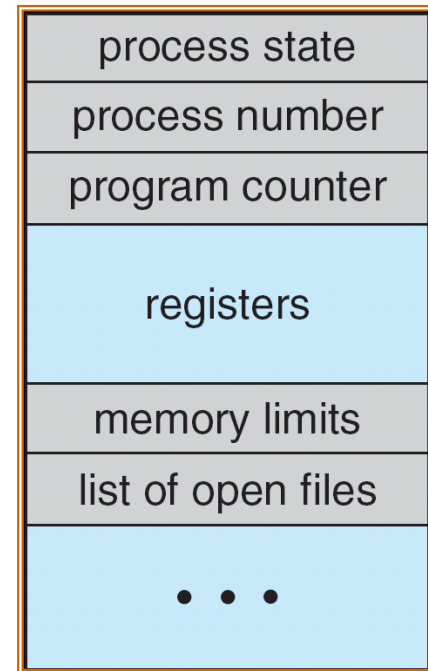 process state
process number
program counter
registers
memory limits
list of open files
• • •